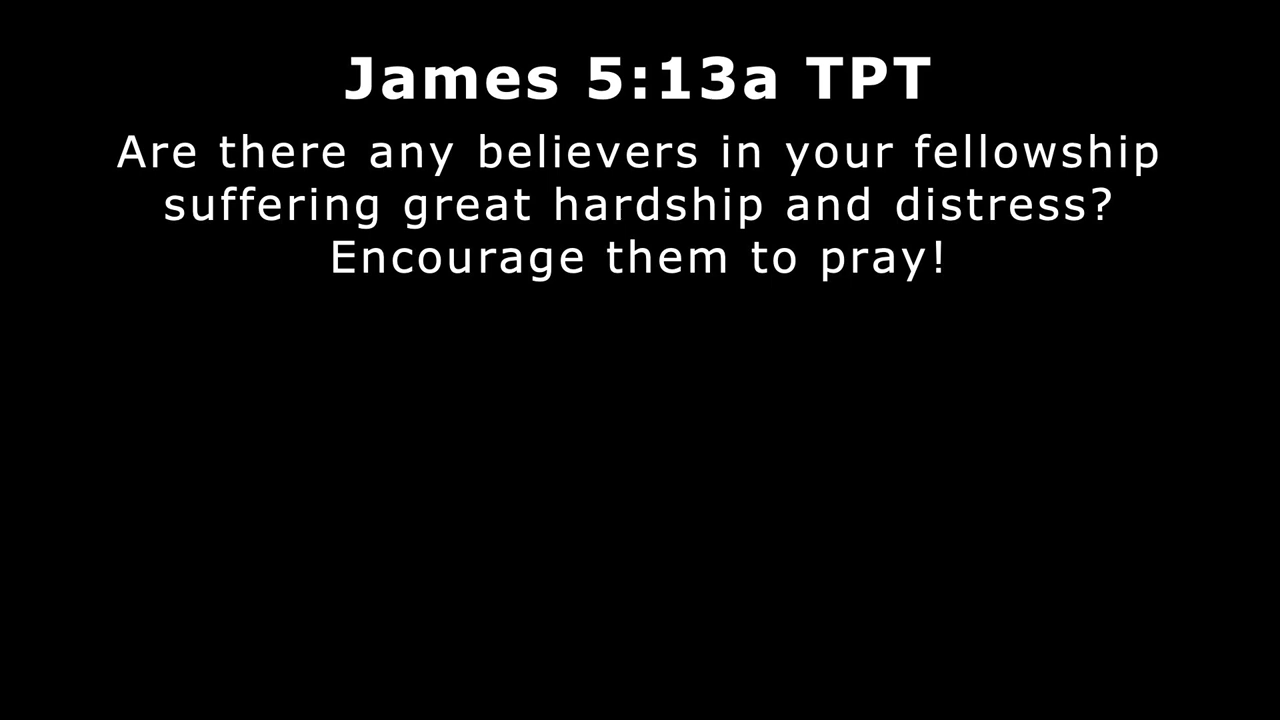 James 5:13a TPT
Are there any believers in your fellowship
suffering great hardship and distress?
Encourage them to pray!